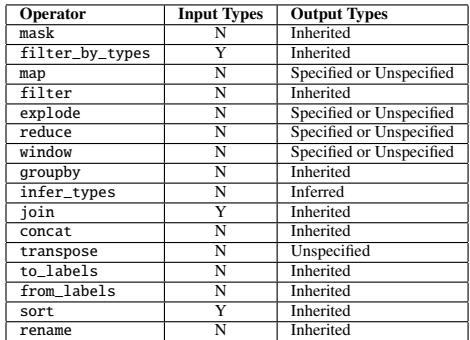 Operator Input Types Output Types
mask N Inherited
filter_by_types Y Inherited
map N Specified or Unspecified
filter N Inherited
explode N Specified or Unspecified
reduce N Specified or Unspecified
window N Specified or Unspecified
groupby N Inherited
infer_types N Inferred
join Y Inherited
concat N Inherited
transpose N Unspecified
to_labels N Inherited
from_labels N Inherited
sort Y Inherited
rename N Inherited